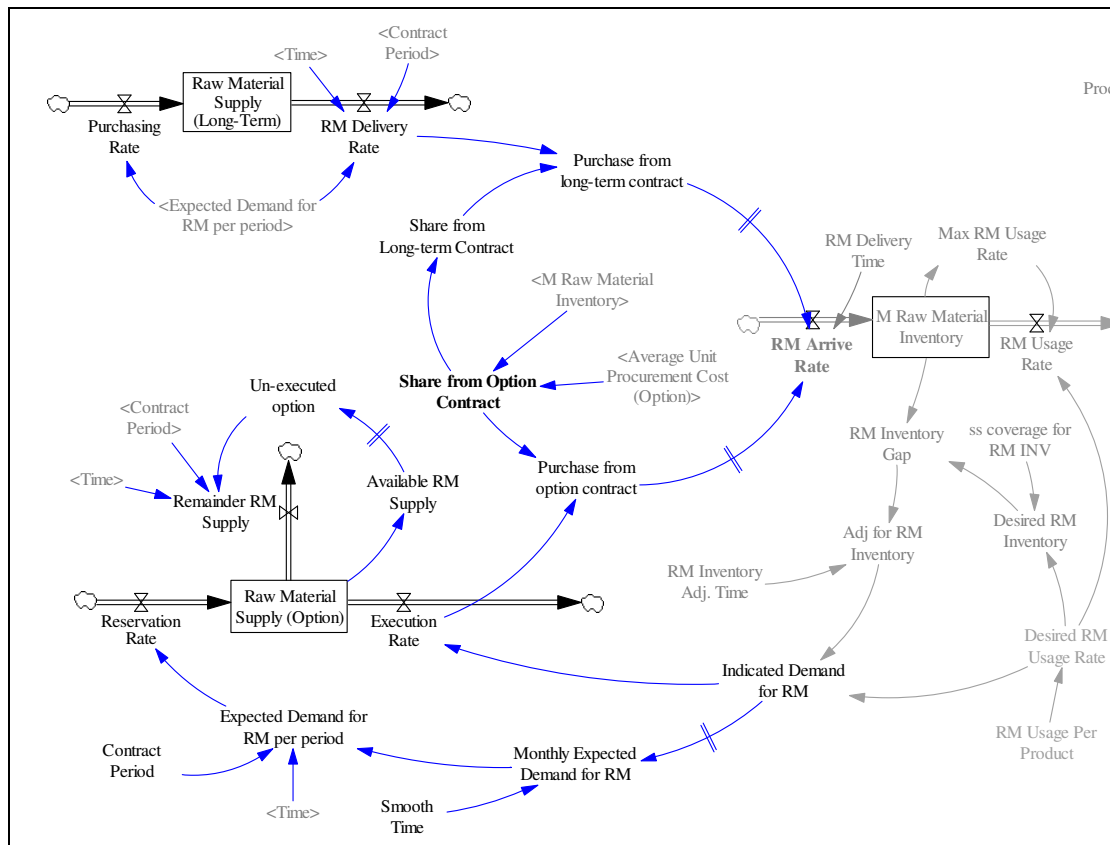 <Time>
<Contract
Period>
Raw Material
Supply
(Long-Term)
Purchasing
Rate
RM Delivery
Rate
Prod
<Expected Demand for
RM per period>
Purchase from
long-term contract
Share from
Long-term Contract
RM Delivery
Time
Max RM Usage
Rate
<M Raw Material
Inventory>
M Raw Material
Inventory
RM Arrive
Rate
RM Usage
Rate
<Average Unit
Procurement Cost
(Option)>
Share from Option
Contract
Un-executed
option
<Contract
Period>
<Time>
Remainder RM
Supply
Available RM
Supply
Purchase from
option contract
RM Inventory
Gap
ss coverage for
RM INV
Desired RM
Inventory
Adj for RM
Inventory
RM Inventory
Adj. Time
Raw Material
Supply (Option)
Reservation
Rate
Execution
Rate
Desired RM
Usage Rate
Indicated Demand
for RM
Expected Demand for
RM per period
Contract
Period
Monthly Expected
Demand for RM
RM Usage Per
Product
<Time>
Smooth
Time